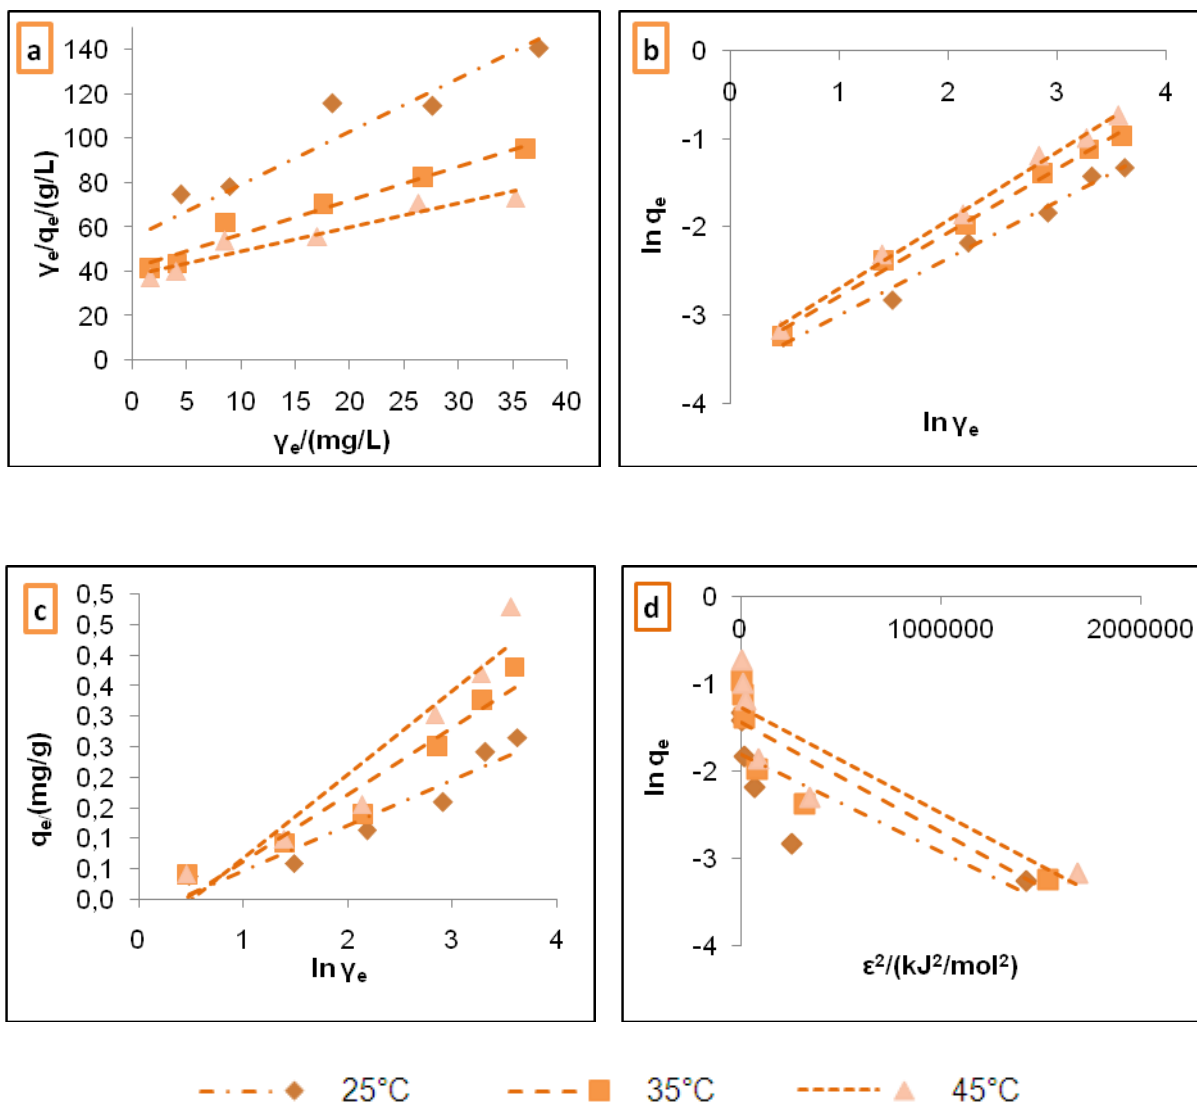 a
140
120
100
80
60
40
20
0
γₑ/qₑ/(g/L)
0 5 10 15 20 25 30 35 40
γₑ/(mg/L)
b
0
-1
-2
-3
-4
ln qₑ
0 1 2 3 4
ln γₑ
c
0,5
0,5
0,4
0,4
0,3
0,3
0,2
0,2
0,1
0,1
0,0
qₑ/(mg/g)
0 1 2 3 4
ln γₑ
d
0
-1
-2
-3
-4
ln qₑ
0 1000000 2000000
ε²/(kJ²/mol²)
25°C 35°C 45°C